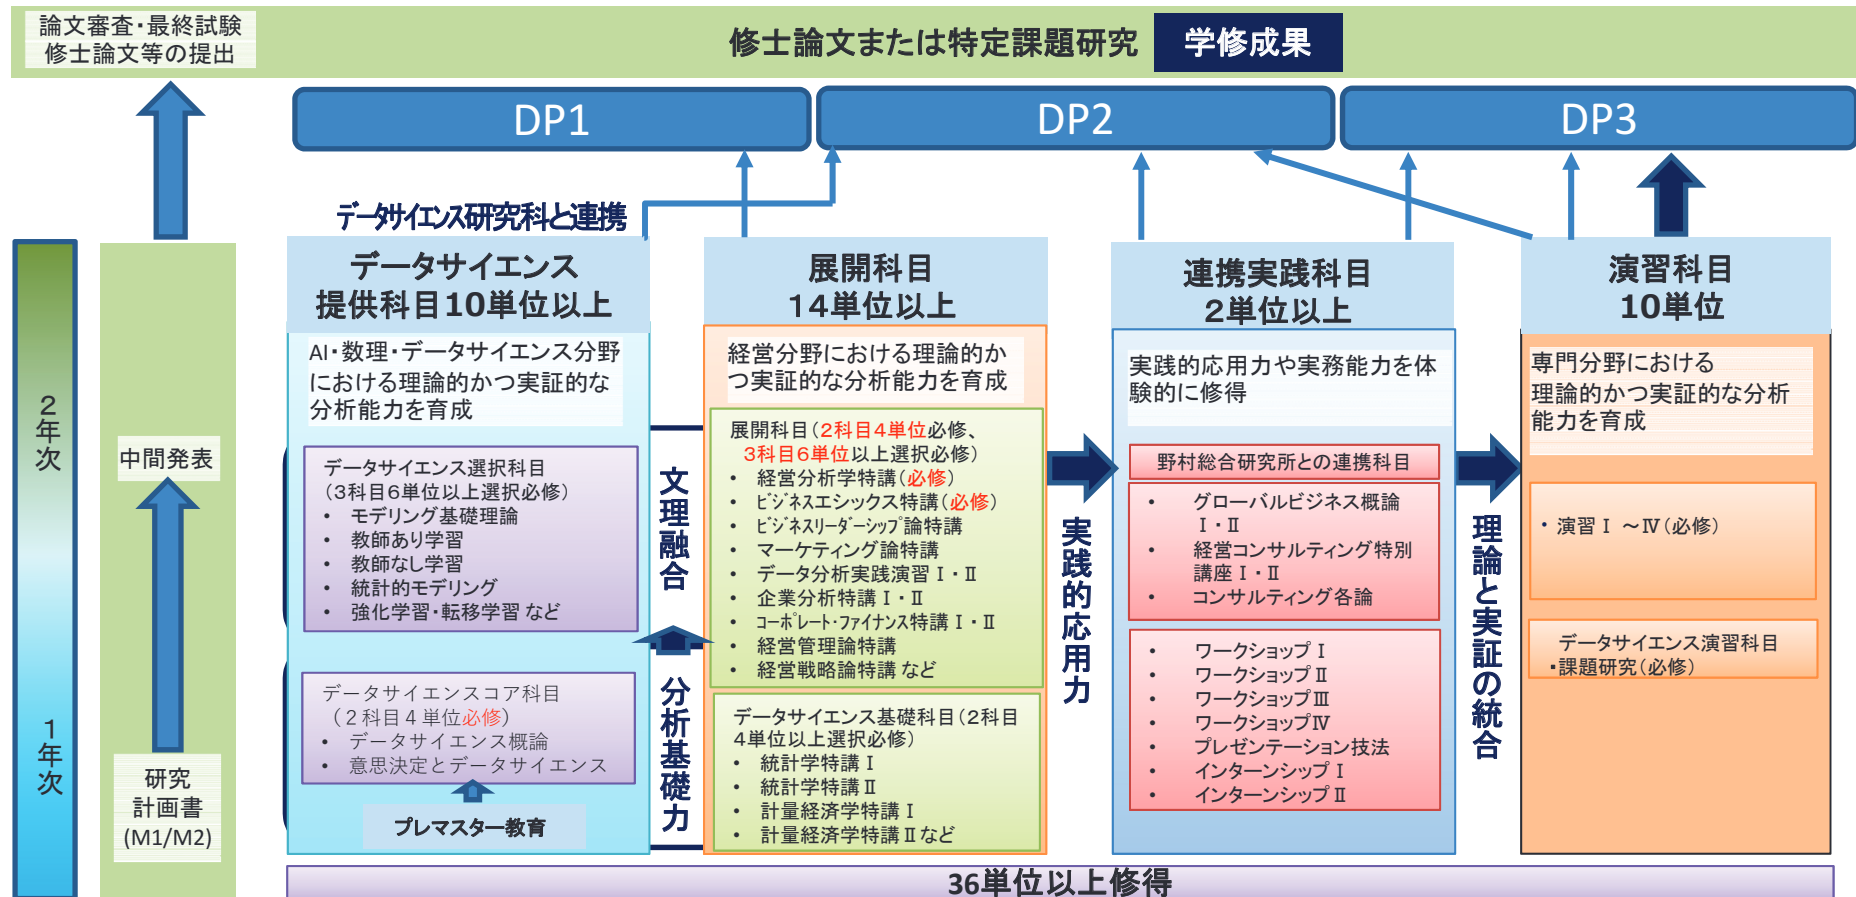 論文審査・最終試験
修士論文等の提出
修士論文または特定課題研究
学修成果
DP1
DP2
DP3
データサイエンス研究科と連携
2年次
1年次
中間発表
研究
計画書
(M1/M2)
データサイエンス
提供科目10単位以上
AI・数理・データサイエンス分野
における理論的かつ実証的な
分析能力を育成
データサイエンス選択科目
(3科目6単位以上選択必修)
・ モデリング基礎理論
・ 教師あり学習
・ 教師なし学習
・ 統計的モデリング
・ 強化学習・転移学習 など
データサイエンスコア科目
(2科目4単位必修)
・ データサイエンス概論
・ 意思決定とデータサイエンス
プレマスター教育
文理融合
分析基礎力
展開科目
14単位以上
経営分野における理論的か
つ実証的な分析能力を育成
展開科目(2科目4単位必修、
3科目6単位以上選択必修)
・ 経営分析学特講(必修)
・ ビジネスエシックス特講(必修)
・ ビジネスリーダーシップ論特講
・ マーケティング論特講
・ データ分析実践演習Ⅰ・Ⅱ
・ 企業分析特講Ⅰ・Ⅱ
・ コーポレート・ファイナンス特講Ⅰ・Ⅱ
・ 経営管理論特講
・ 経営戦略論特講 など
データサイエンス基礎科目(2科目
4単位以上選択必修)
・ 統計学特講Ⅰ
・ 統計学特講Ⅱ
・ 計量経済学特講Ⅰ
・ 計量経済学特講Ⅱなど
実践的応用力
連携実践科目
2単位以上
実践的応用力や実務能力を体
験的に修得
野村総合研究所との連携科目
・ グローバルビジネス概論
Ⅰ・Ⅱ
・ 経営コンサルティング特別
講座Ⅰ・Ⅱ
・ コンサルティング各論
・ ワークショップⅠ
・ ワークショップⅡ
・ ワークショップⅢ
・ ワークショップⅣ
・ プレゼンテーション技法
・ インターンシップⅠ
・ インターンシップⅡ
理論と実証の統合
演習科目
10単位
専門分野における
理論的かつ実証的な分析
能力を育成
・演習Ⅰ ～Ⅳ(必修)
データサイエンス演習科目
・課題研究(必修)
36単位以上修得